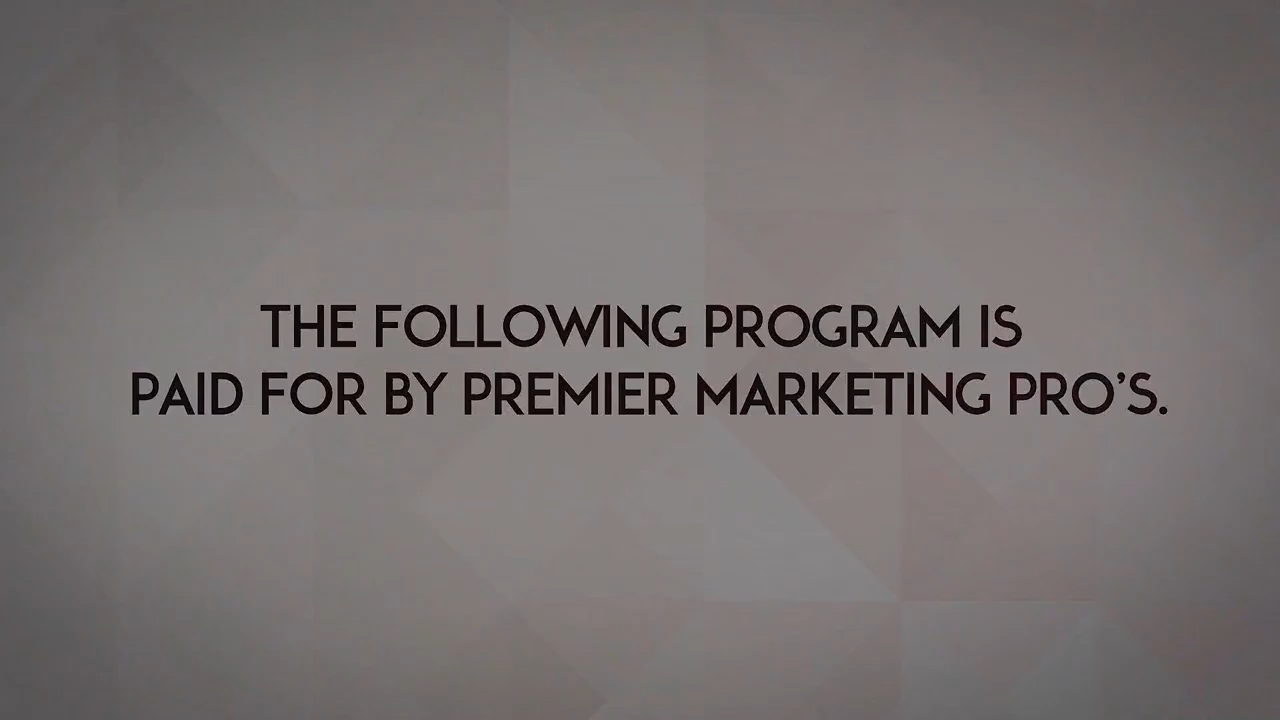 THE FOLLOWING PROGRAM IS
PAID FOR BY PREMIER MARKETING PRO'S.